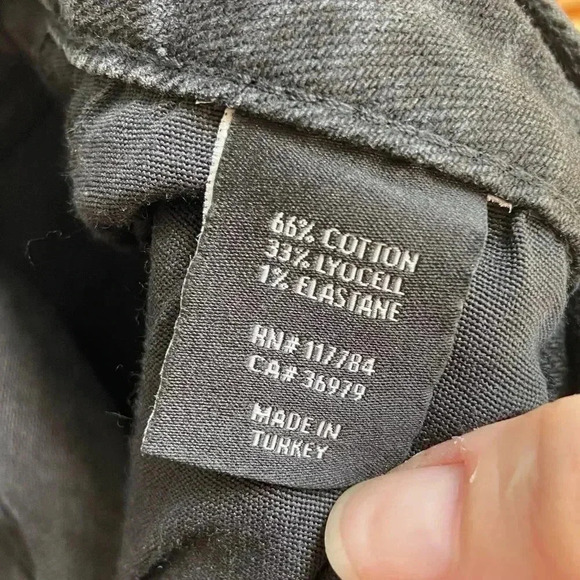 66% COTTON
33% LYOCELL
1% ELASTANE
RN# 117784
CA# 36979
MADE IN
TURKEY